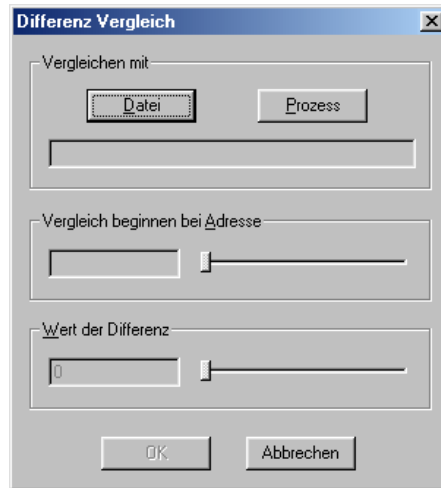 Differenz Vergleich
Vergleichen mit
Datei Prozess
Vergleich beginnen bei Adresse
Wert der Differenz
0
OK Abbrechen